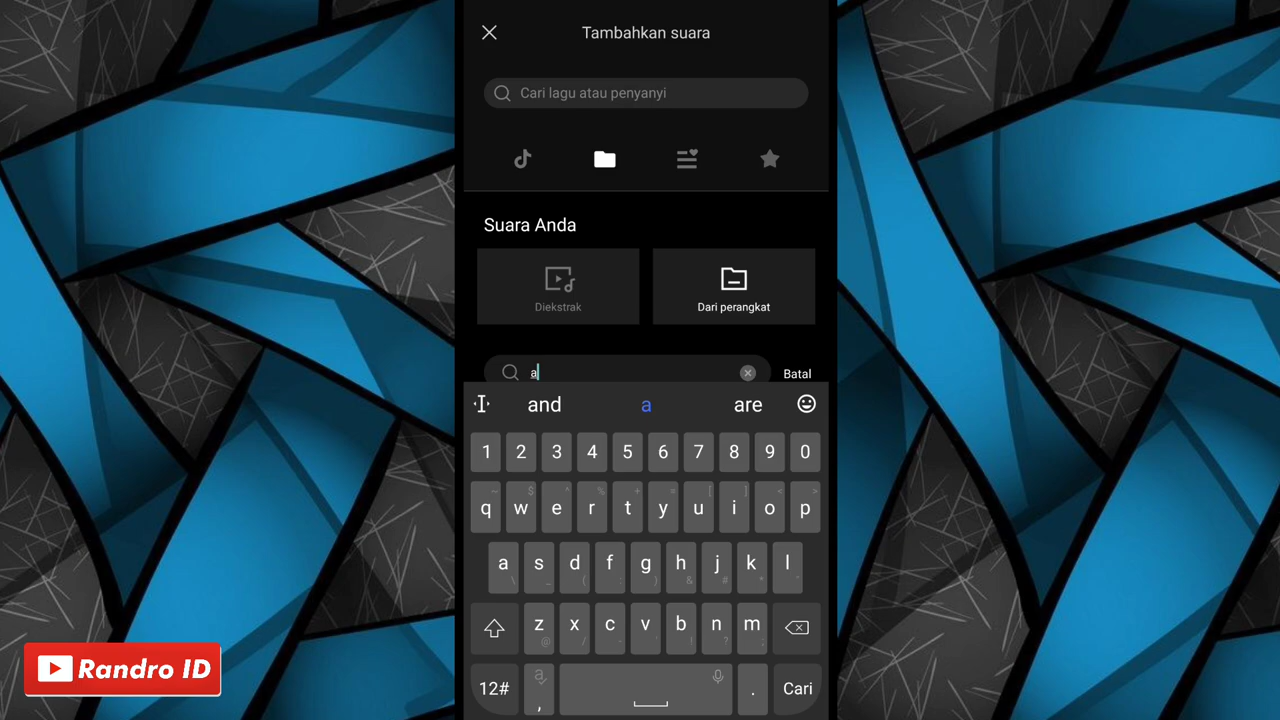 Tambahkan suara
Cari lagu atau penyanyi
Suara Anda
Diekstrak
Dari perangkat
a
Batal
and a are
1 2 3 4 5 6 7 8 9 0
q w e r t y u i o p
a s d f g h j k l
z x c v b n m
12# , . Cari
Randro ID